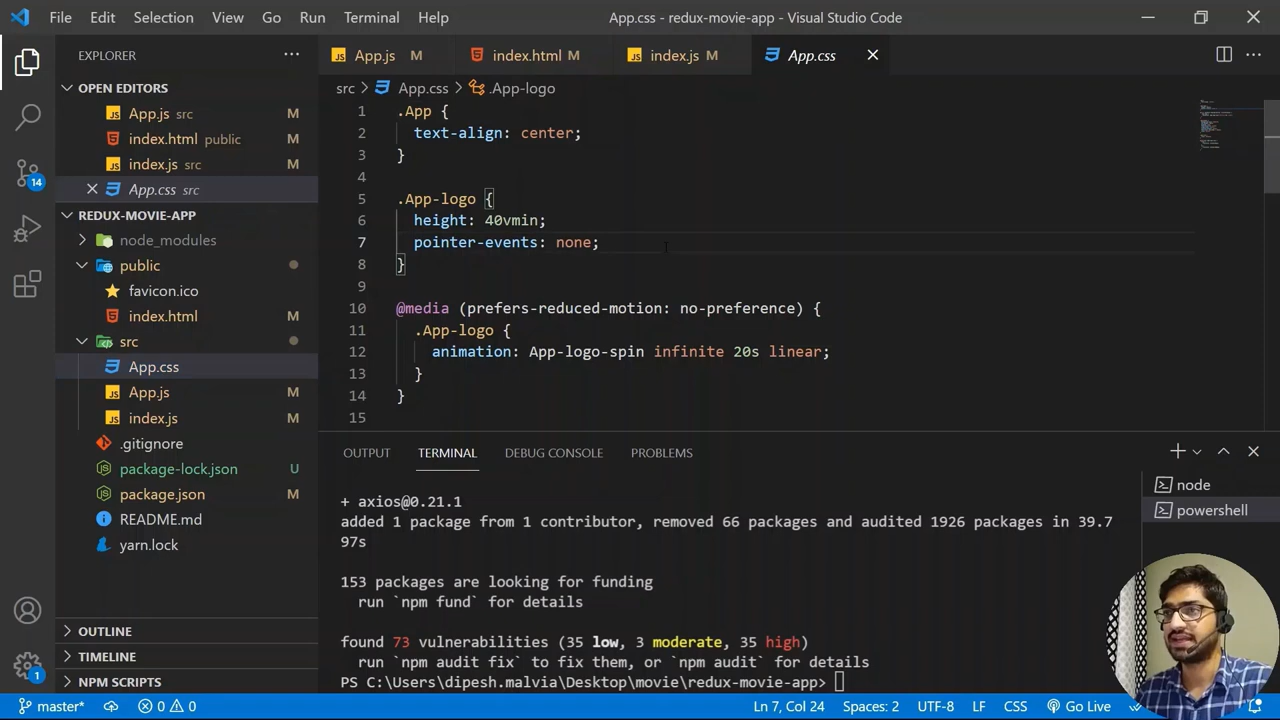 File Edit Selection View Go Run Terminal Help
App.css - redux-movie-app - Visual Studio Code
EXPLORER
OPEN EDITORS
App.js src M
index.html public M
index.js src M
App.css src
REDUX-MOVIE-APP
node_modules
public
favicon.ico
index.html M
src
App.css
App.js M
index.js M
.gitignore
package-lock.json U
package.json M
README.md
yarn.lock
OUTLINE
TIMELINE
NPM SCRIPTS
14
1
App.js M index.html M index.js M App.css
src > App.css > .App-logo
1 .App {
2 text-align: center;
3 }
4
5 .App-logo {
6 height: 40vmin;
7 pointer-events: none;
8 }
9
10 @media (prefers-reduced-motion: no-preference) {
11 .App-logo {
12 animation: App-logo-spin infinite 20s linear;
13 }
14 }
15
OUTPUT TERMINAL DEBUG CONSOLE PROBLEMS
+ axios@0.21.1
added 1 package from 1 contributor, removed 66 packages and audited 1926 packages in 39.7
97s
153 packages are looking for funding
run `npm fund` for details
found 73 vulnerabilities (35 low, 3 moderate, 35 high)
run `npm audit fix` to fix them, or `npm audit` for details
PS C:\Users\dipesh.malvia\Desktop\movie\redux-movie-app>
node
powershell
master* 0 0 Ln 7, Col 24 Spaces: 2 UTF-8 LF CSS Go Live